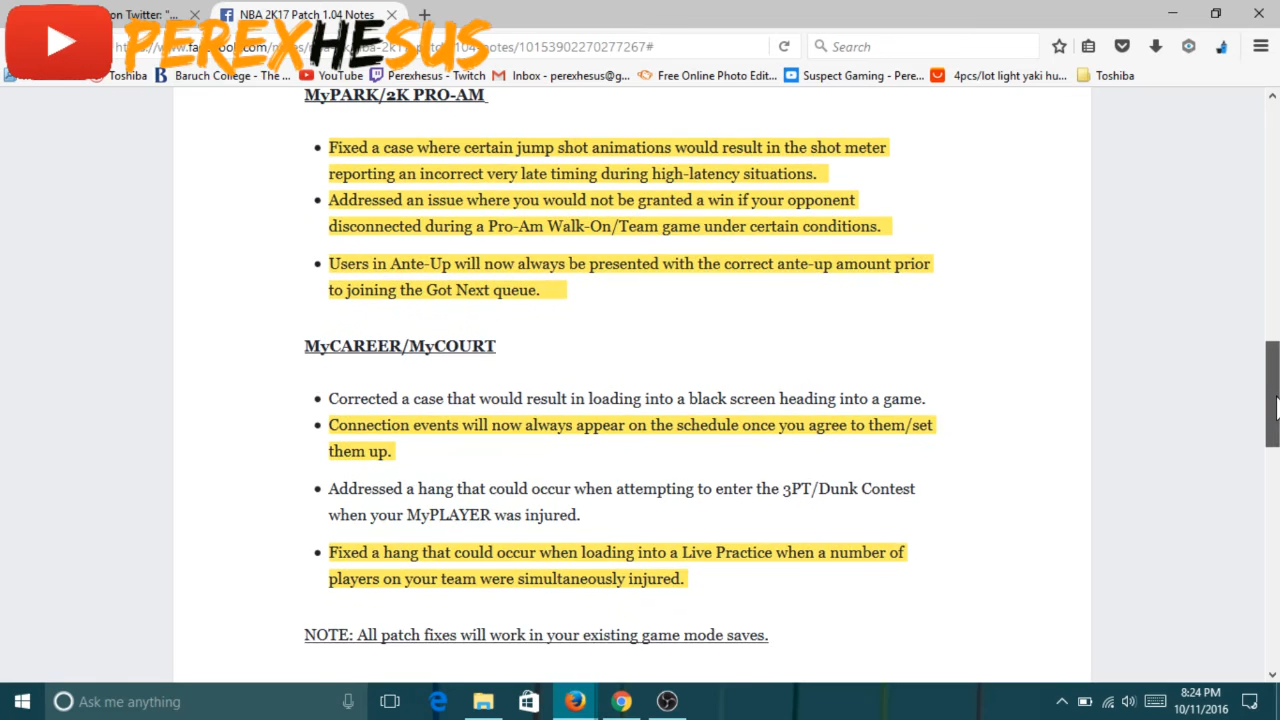 on Twitter: "
NBA 2K17 Patch 1.04 Notes
PEREXHESUS
Search
Toshiba
Baruch College - The ...
YouTube
Perexhesus - Twitch
Inbox - perexhesus@g...
Free Online Photo Edit...
Suspect Gaming - Pere...
4pcs/lot light yaki hu...
Toshiba
MyPARK/2K PRO-AM
• Fixed a case where certain jump shot animations would result in the shot meter
reporting an incorrect very late timing during high-latency situations.
• Addressed an issue where you would not be granted a win if your opponent
disconnected during a Pro-Am Walk-On/Team game under certain conditions.
• Users in Ante-Up will now always be presented with the correct ante-up amount prior
to joining the Got Next queue.
MyCAREER/MyCOURT
• Corrected a case that would result in loading into a black screen heading into a game.
• Connection events will now always appear on the schedule once you agree to them/set
them up.
• Addressed a hang that could occur when attempting to enter the 3PT/Dunk Contest
when your MyPLAYER was injured.
• Fixed a hang that could occur when loading into a Live Practice when a number of
players on your team were simultaneously injured.
NOTE: All patch fixes will work in your existing game mode saves.
Ask me anything
8:24 PM
10/11/2016